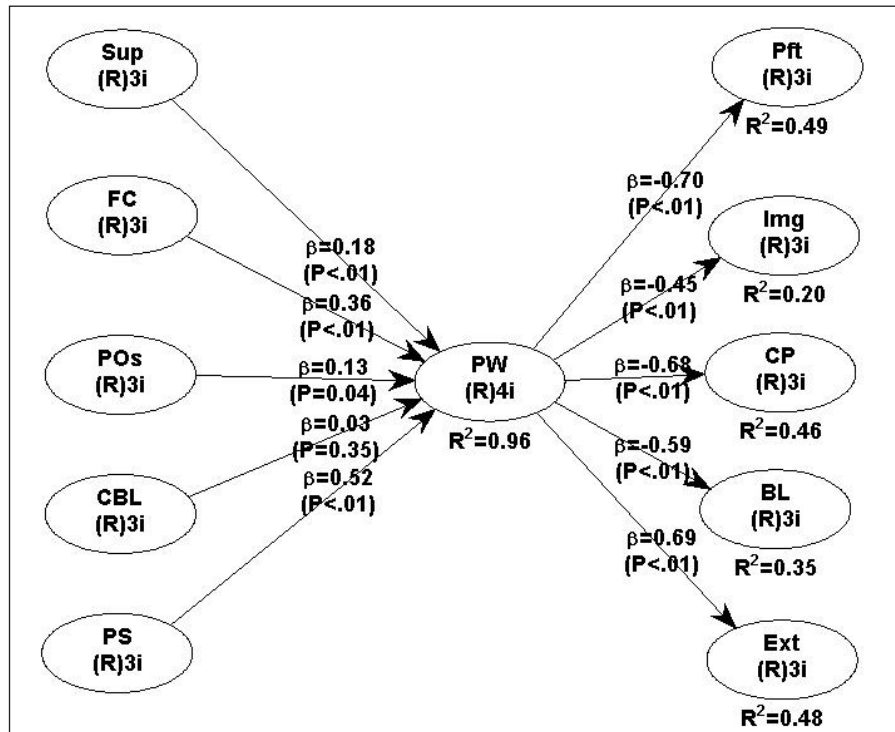 Sup
(R)3i
FC
(R)3i
POs
(R)3i
CBL
(R)3i
PS
(R)3i
β=0.18
(P<.01)
β=0.36
(P<.01)
β=0.13
(P=0.04)
β=0.03
(P=0.35)
β=0.52
(P<.01)
PW
(R)4i
R²=0.96
β=-0.70
(P<.01)
β=-0.45
(P<.01)
β=-0.68
(P<.01)
β=-0.59
(P<.01)
β=0.69
(P<.01)
Pft
(R)3i
R²=0.49
Img
(R)3i
R²=0.20
CP
(R)3i
R²=0.46
BL
(R)3i
R²=0.35
Ext
(R)3i
R²=0.48